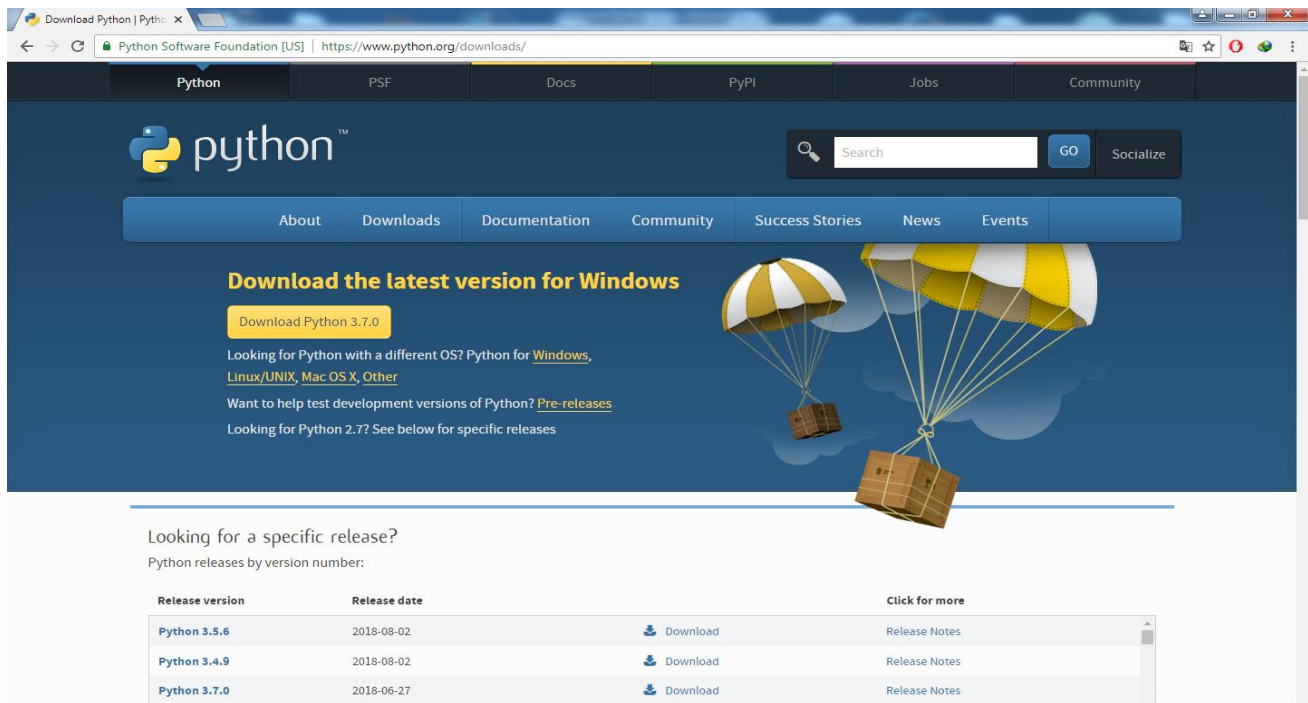 Download Python | Pytho
Python Software Foundation [US] | https://www.python.org/downloads/
Python PSF Docs PyPI Jobs Community
python™
Search GO Socialize
About Downloads Documentation Community Success Stories News Events
Download the latest version for Windows
Download Python 3.7.0
Looking for Python with a different OS? Python for Windows,
Linux/UNIX, Mac OS X, Other
Want to help test development versions of Python? Pre-releases
Looking for Python 2.7? See below for specific releases
Looking for a specific release?
Python releases by version number:
Release version Release date Click for more
Python 3.5.6 2018-08-02 Download Release Notes
Python 3.4.9 2018-08-02 Download Release Notes
Python 3.7.0 2018-06-27 Download Release Notes